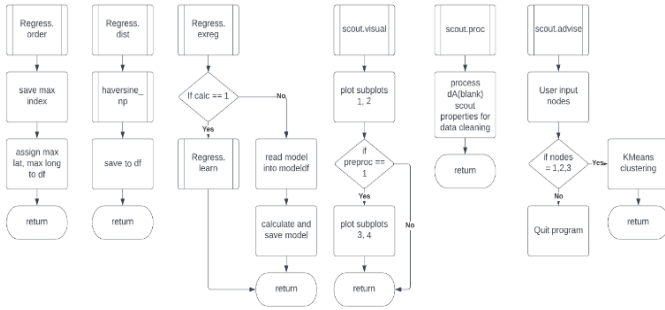 Regress.
order
save max
index
assign max
lat, max long
to df
return
Regress.
dist
haversine_
np
save to df
return
Regress.
exreg
If calc == 1
No
Yes
Regress.
learn
read model
into modeldf
calculate and
save model
return
scout.visual
plot subplots
1, 2
if
preproc ==
1
Yes
No
plot subplots
3, 4
return
scout.proc
process
dA(blank)
scout
properties for
data cleaning
return
scout.advise
User input
nodes
if nodes
= 1,2,3
Yes
No
Quit program
KMeans
clustering
return